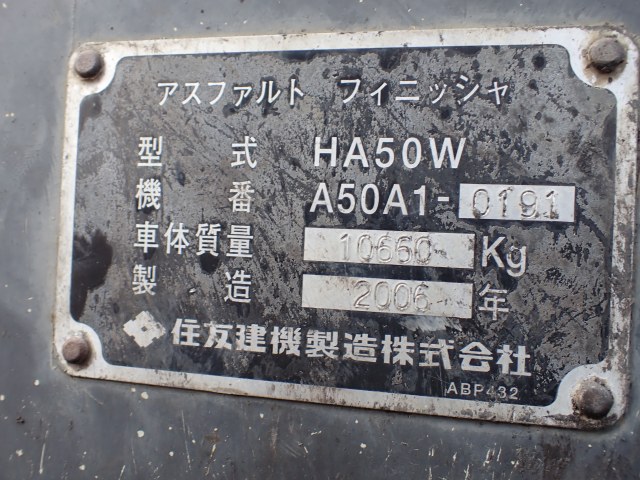 アスファルト フィニッシャ
型式 HA50W
機番 A50A1-0191
車体質量 10660 Kg
製造 2006 年
住友建機製造株式会社
ABP432